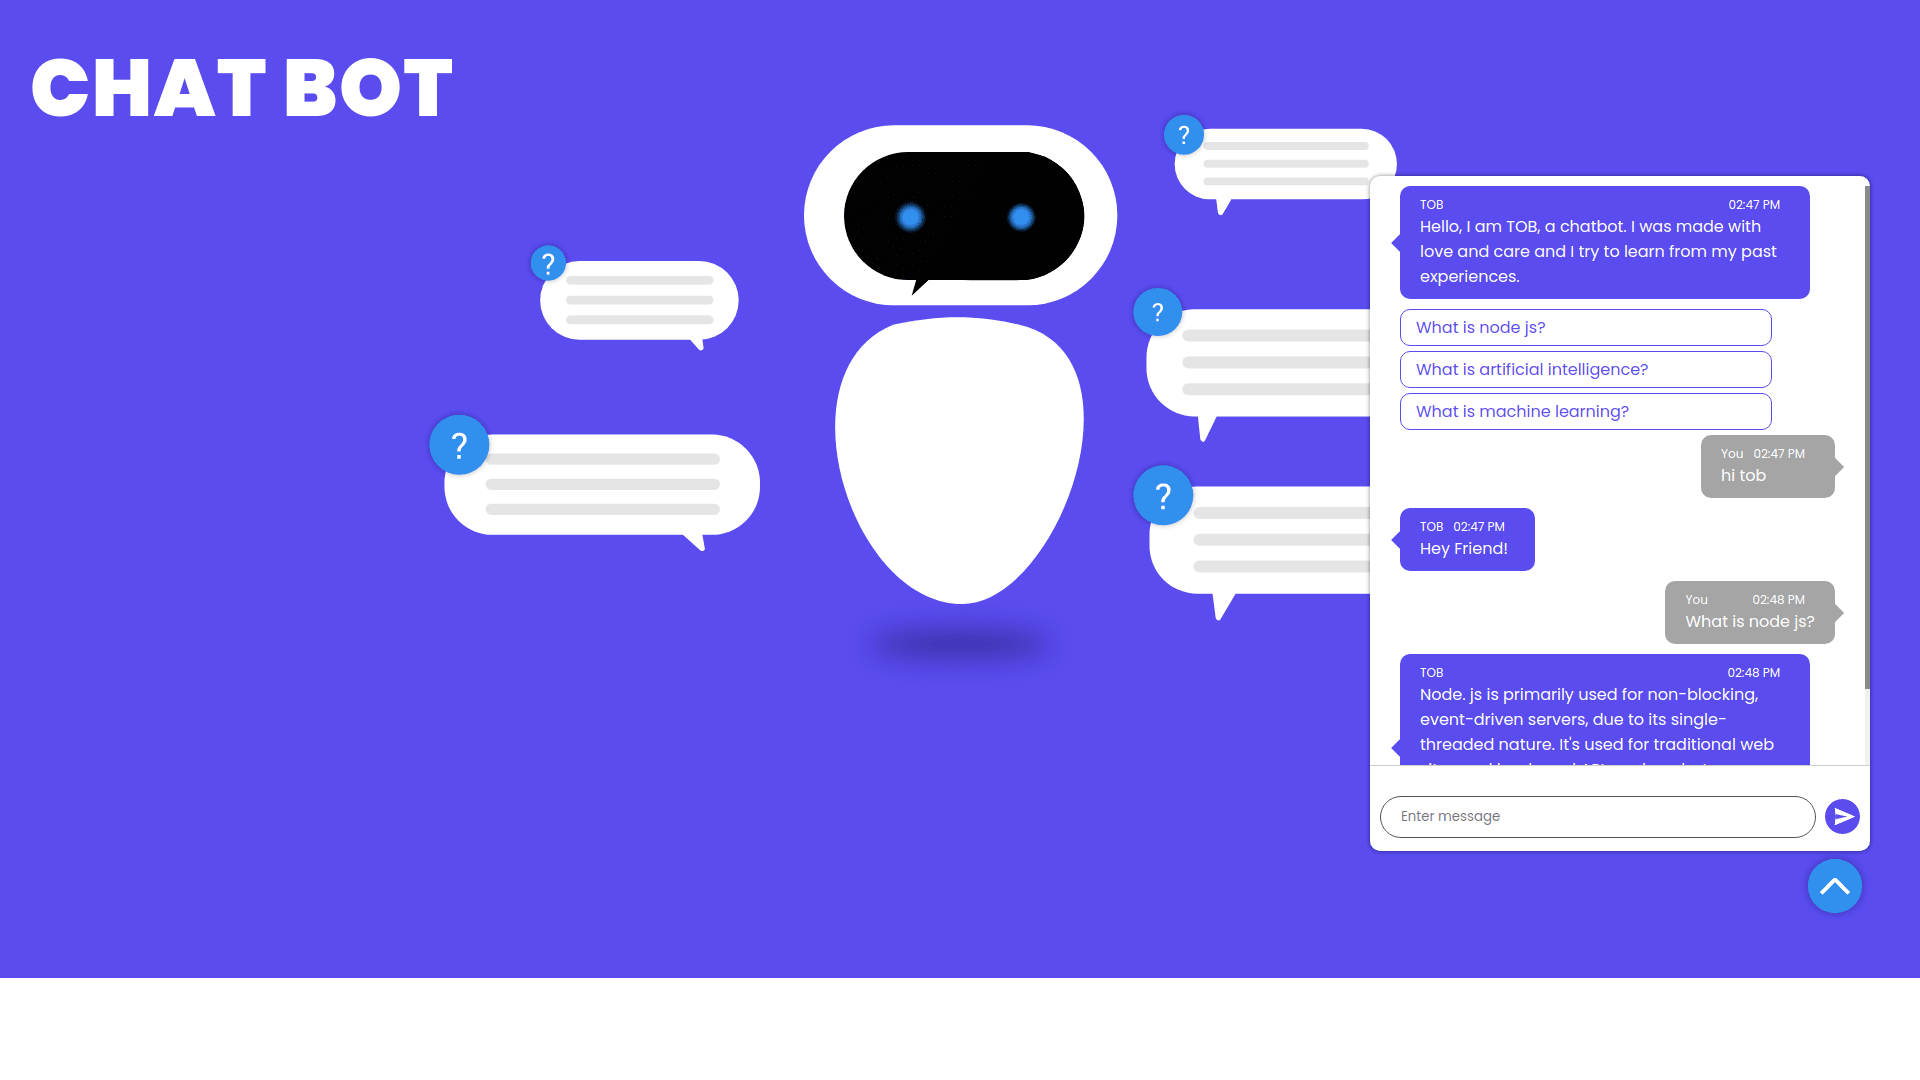 CHAT BOT
?
?
?
?
?
TOB 02:47 PM
Hello, I am TOB, a chatbot. I was made with
love and care and I try to learn from my past
experiences.
What is node js?
What is artificial intelligence?
What is machine learning?
You 02:47 PM
hi tob
TOB 02:47 PM
Hey Friend!
You 02:48 PM
What is node js?
TOB 02:48 PM
Node. js is primarily used for non-blocking,
event-driven servers, due to its single-
threaded nature. It's used for traditional web
Enter message